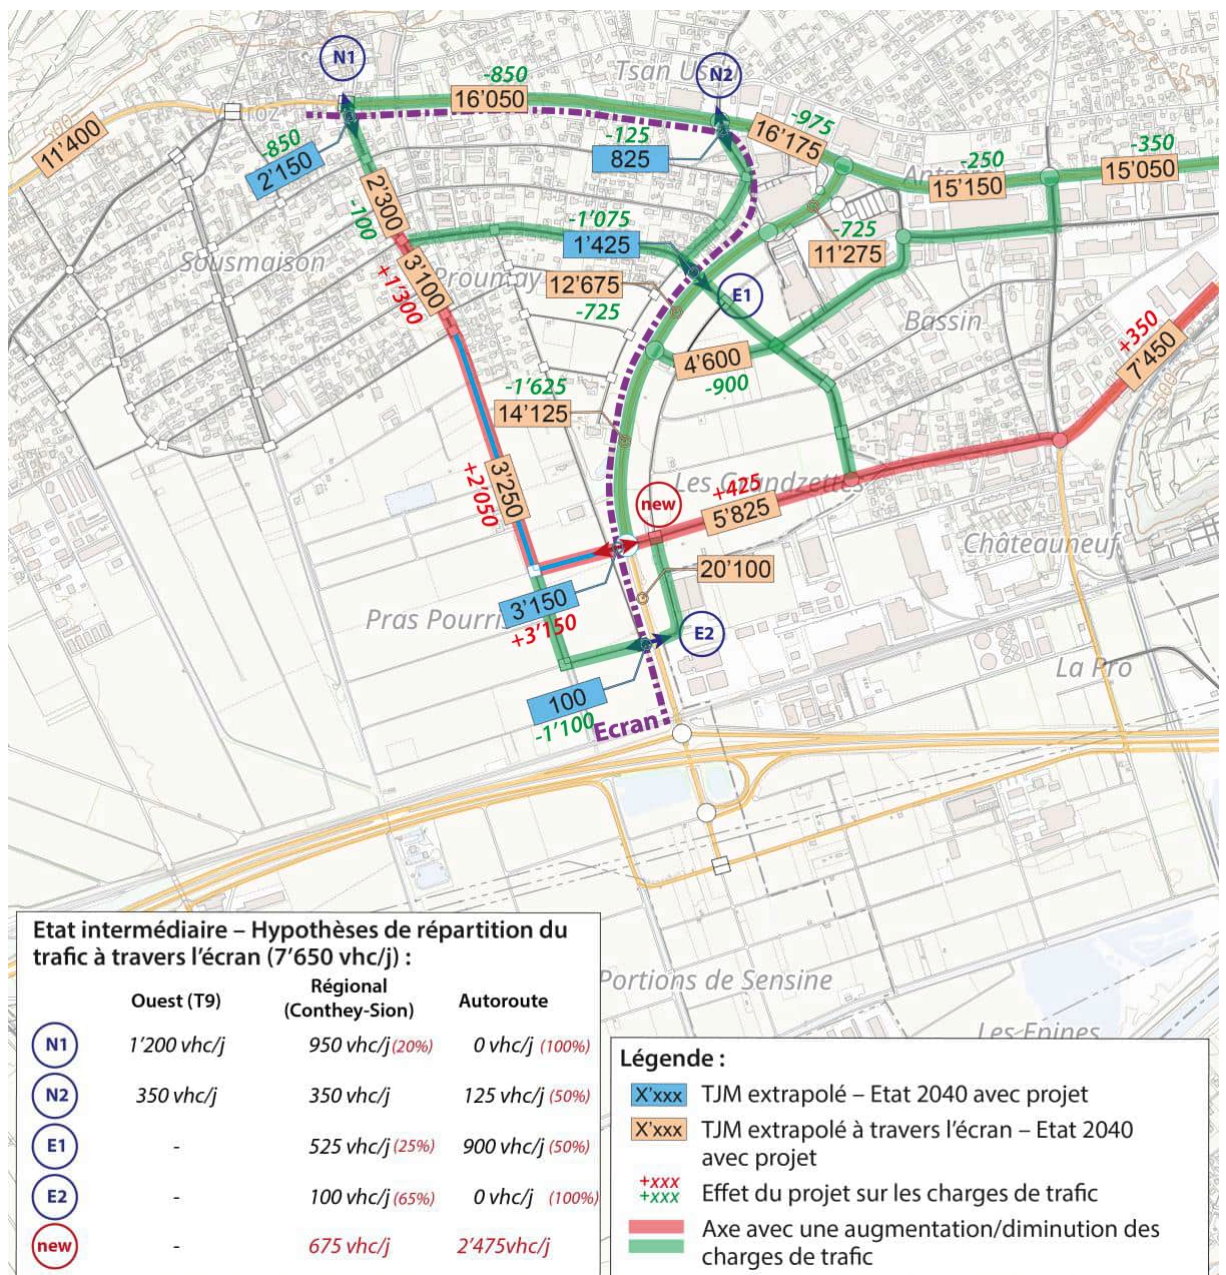 N1
N2
Tsan Us
-850
16'050
11'400
roz
-850
2'150
-125
825
-975
16'175
-250
15'150
-350
15'050
2'300
-100
-1'075
1'425
-725
11'275
Sousmaison
3'100
+1'300
Proumay
12'675
-725
E1
Bassin
4'600
-900
+350
7'450
-1'625
14'125
3'250
+2'050
Les Grandzettes
new
+425
5'825
Châteauneuf
20'100
Pras Pourri
3'150
+3'150
E2
La Pro
100
-1'100
Ecran
Portions de Sensine
Les Epines
Etat intermédiaire – Hypothèses de répartition du
trafic à travers l'écran (7'650 vhc/j) :
Ouest (T9) Régional Autoroute
(Conthey-Sion)
N1 1'200 vhc/j 950 vhc/j (20%) 0 vhc/j (100%)
N2 350 vhc/j 350 vhc/j 125 vhc/j (50%)
E1 - 525 vhc/j (25%) 900 vhc/j (50%)
E2 - 100 vhc/j (65%) 0 vhc/j (100%)
new - 675 vhc/j 2'475vhc/j
Légende :
X'xxx TJM extrapolé – Etat 2040 avec projet
X'xxx TJM extrapolé à travers l'écran – Etat 2040
avec projet
+xxx
+xxx Effet du projet sur les charges de trafic
Axe avec une augmentation/diminution des
charges de trafic